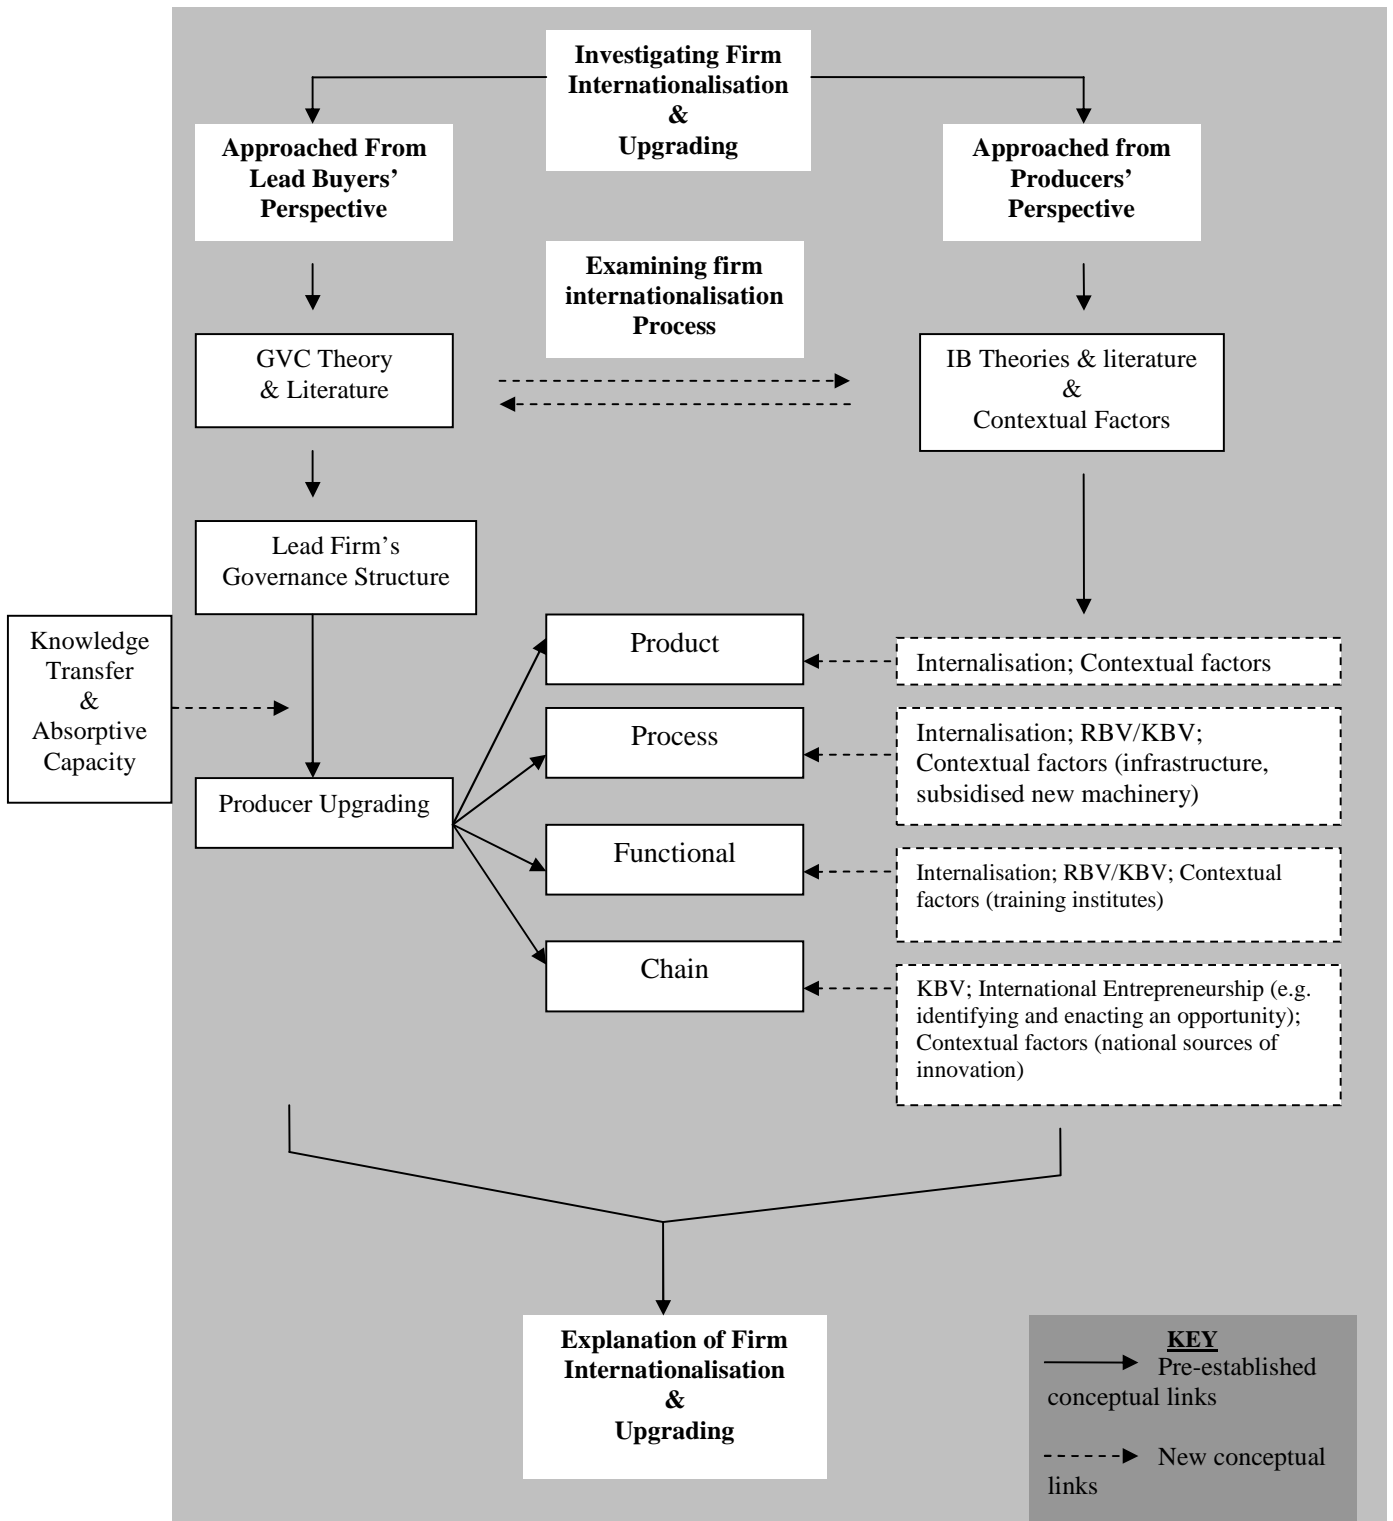 Investigating Firm
Internationalisation
&
Upgrading
Approached From
Lead Buyers’
Perspective
Approached from
Producers’
Perspective
Examining firm
internationalisation
Process
GVC Theory
& Literature
IB Theories & literature
&
Contextual Factors
Lead Firm’s
Governance Structure
Knowledge
Transfer
&
Absorptive
Capacity
Producer Upgrading
Product
Process
Functional
Chain
Internalisation; Contextual factors
Internalisation; RBV/KBV;
Contextual factors (infrastructure,
subsidised new machinery)
Internalisation; RBV/KBV; Contextual
factors (training institutes)
KBV; International Entrepreneurship (e.g.
identifying and enacting an opportunity);
Contextual factors (national sources of
innovation)
Explanation of Firm
Internationalisation
&
Upgrading
KEY
Pre-established
conceptual links
New conceptual
links